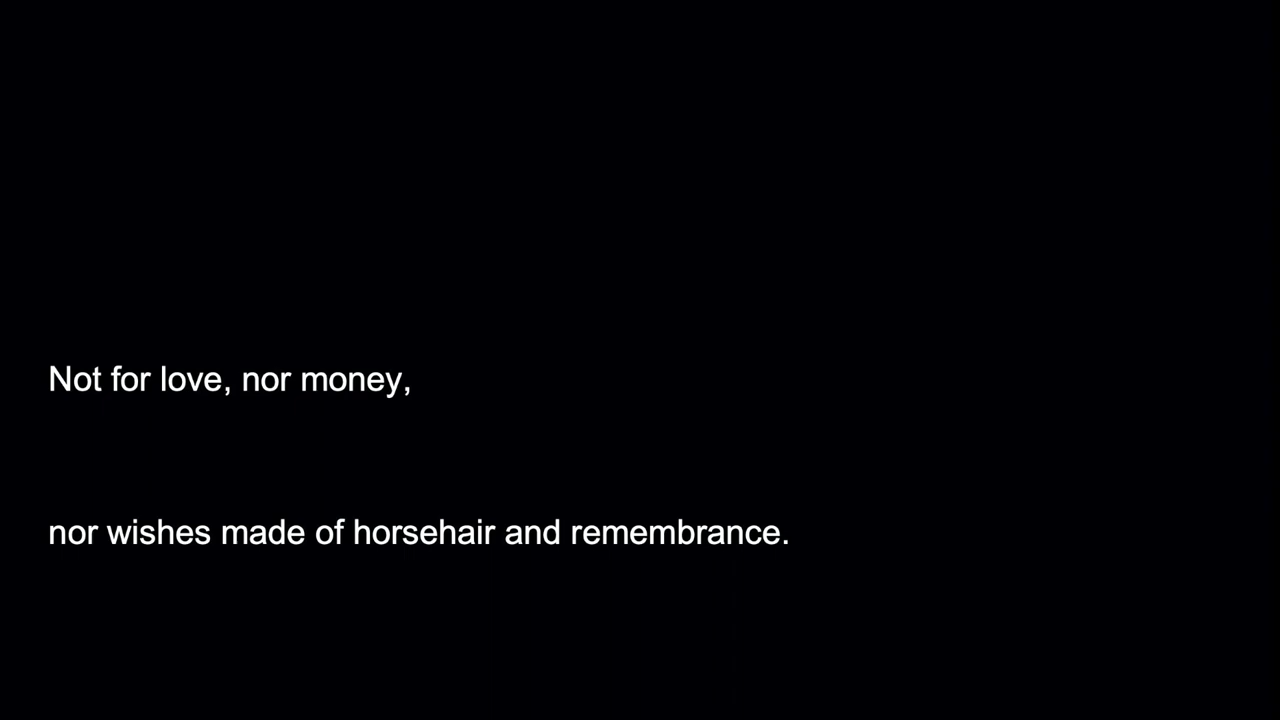 Not for love, nor money,
nor wishes made of horsehair and remembrance.